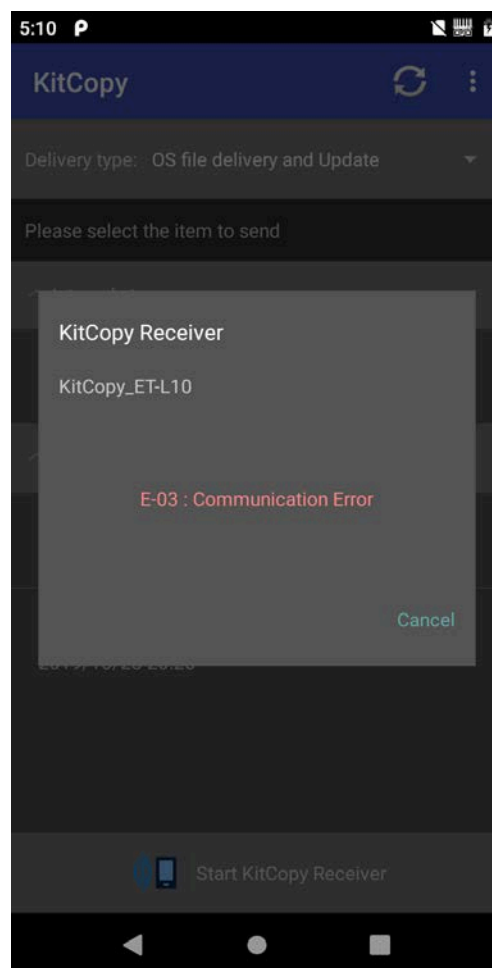 5:10
KitCopy
Delivery type: OS file delivery and Update
Please select the item to send
KitCopy Receiver
KitCopy_ET-L10
E-03 : Communication Error
Cancel
Start KitCopy Receiver